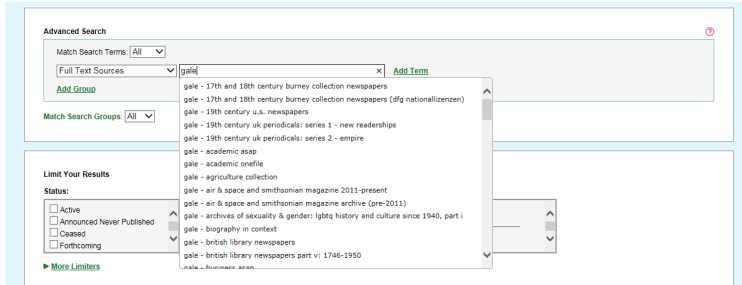 Advanced Search
?
Match Search Terms: All
Full Text Sources gale × Add Term
gale - 17th and 18th century burney collection newspapers
Add Group
gale - 17th and 18th century burney collection newspapers (dfg nationallizenzen)
gale - 19th century u.s. newspapers
Match Search Groups: All
gale - 19th century uk periodicals: series 1 - new readerships
gale - 19th century uk periodicals: series 2 - empire
gale - academic asap
gale - academic onefile
Limit Your Results
gale - agriculture collection
Status:
gale - air & space and smithsonian magazine 2011-present
gale - air & space and smithsonian magazine archive (pre-2011)
Active
gale - archives of sexuality & gender: lgbtq history and culture since 1940, part i
Announced Never Published
gale - biography in context
Ceased
gale - british library newspapers
Forthcoming
gale - british library newspapers part v: 1746-1950
More Limiters
gale - business asap